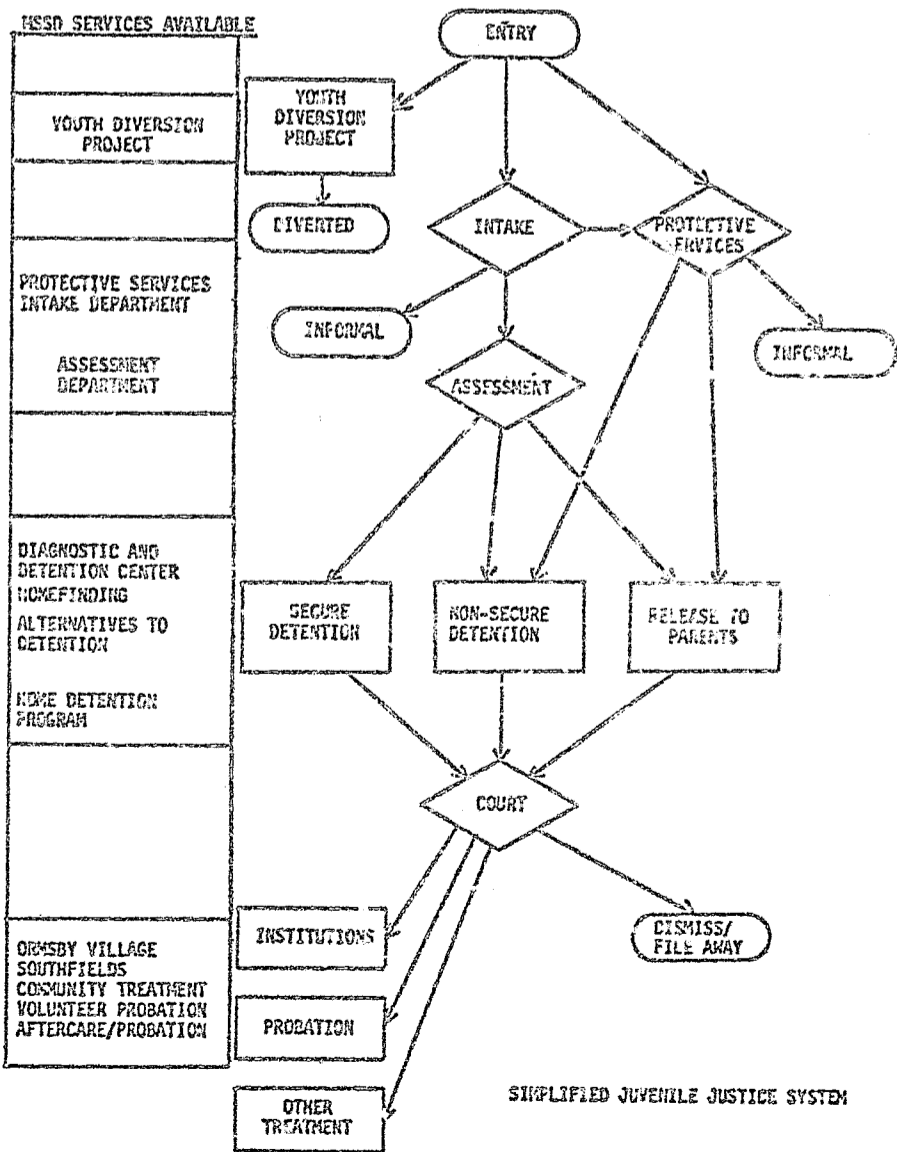 MSSD SERVICES AVAILABLE
YOUTH DIVERSION
PROJECT
PROTECTIVE SERVICES
INTAKE DEPARTMENT
ASSESSMENT
DEPARTMENT
DIAGNOSTIC AND
DETENTION CENTER
HOMEFINDING
ALTERNATIVES TO
DETENTION
HOME DETENTION
PROGRAM
ORMSBY VILLAGE
SOUTHFIELDS
COMMUNITY TREATMENT
VOLUNTEER PROBATION
AFTERCARE/PROBATION
ENTRY
YOUTH
DIVERSION
PROJECT
DIVERTED
INTAKE
PROTECTIVE
SERVICES
INFORMAL
INFORMAL
ASSESSMENT
SECURE
DETENTION
NON-SECURE
DETENTION
RELEASE TO
PARENTS
COURT
INSTITUTIONS
DISMISS/
FILE AWAY
PROBATION
OTHER
TREATMENT
SIMPLIFIED JUVENILE JUSTICE SYSTEM